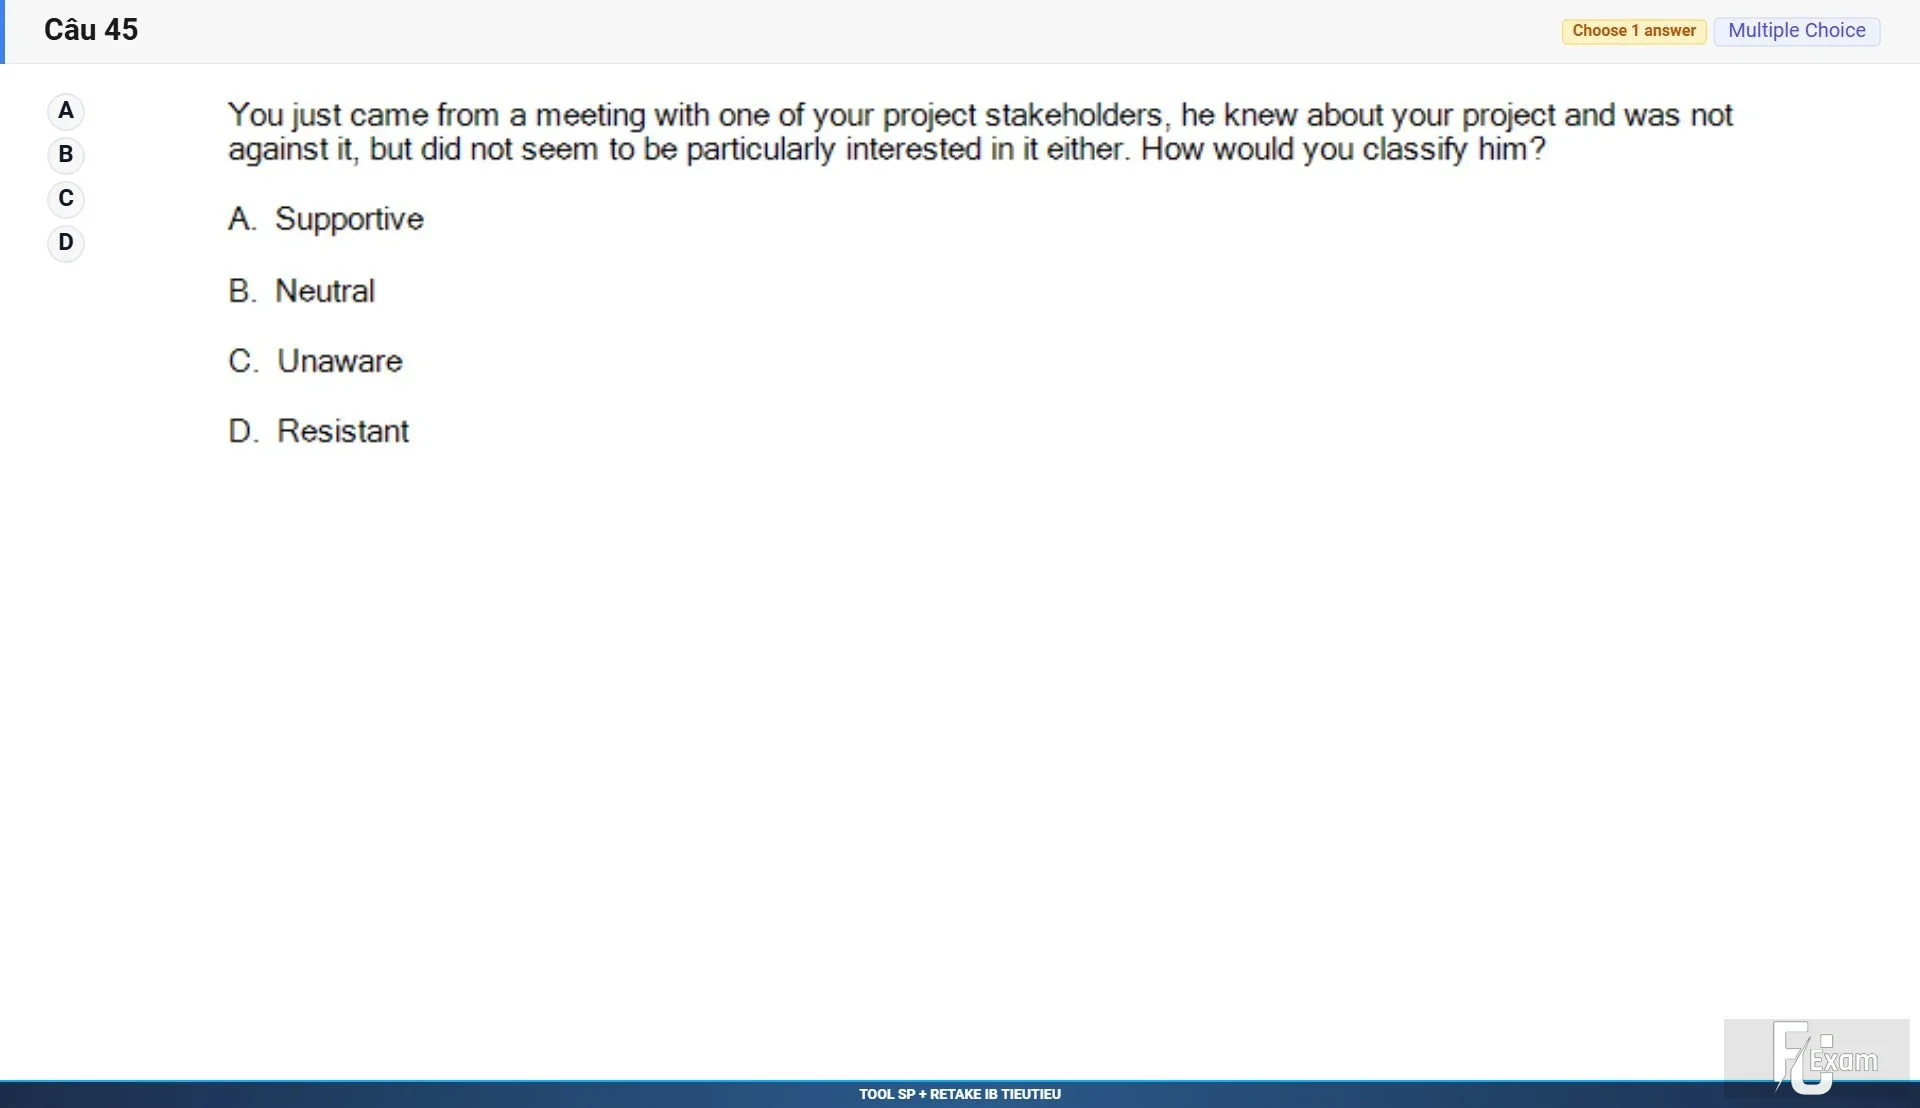 Câu 45
Choose 1 answer
Multiple Choice
A
B
C
D
You just came from a meeting with one of your project stakeholders, he knew about your project and was not
against it, but did not seem to be particularly interested in it either. How would you classify him?
A. Supportive
B. Neutral
C. Unaware
D. Resistant
FU Exam
TOOL SP + RETAKE IB TIEUTIEU